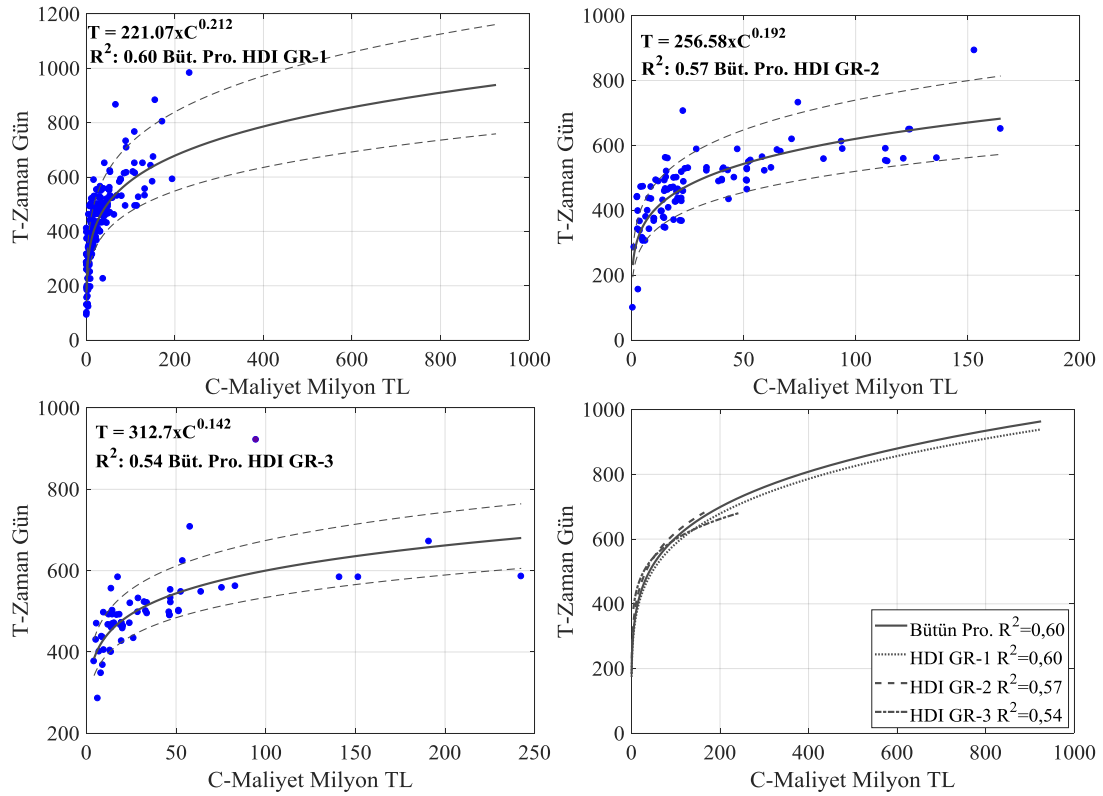 T = 221.07xC^0.212
R^2: 0.60 Büt. Pro. HDI GR-1
1200
1000
800
600
400
200
0
0 200 400 600 800 1000
T-Zaman Gün
C-Maliyet Milyon TL
T = 256.58xC^0.192
R^2: 0.57 Büt. Pro. HDI GR-2
1000
800
600
400
200
0
0 50 100 150 200
T-Zaman Gün
C-Maliyet Milyon TL
T = 312.7xC^0.142
R^2: 0.54 Büt. Pro. HDI GR-3
1000
800
600
400
200
0 50 100 150 200 250
T-Zaman Gün
C-Maliyet Milyon TL
1000
800
600
400
200
0
0 200 400 600 800 1000
T-Zaman Gün
C-Maliyet Milyon TL
Bütün Pro. R^2=0,60
HDI GR-1 R^2=0,60
HDI GR-2 R^2=0,57
HDI GR-3 R^2=0,54